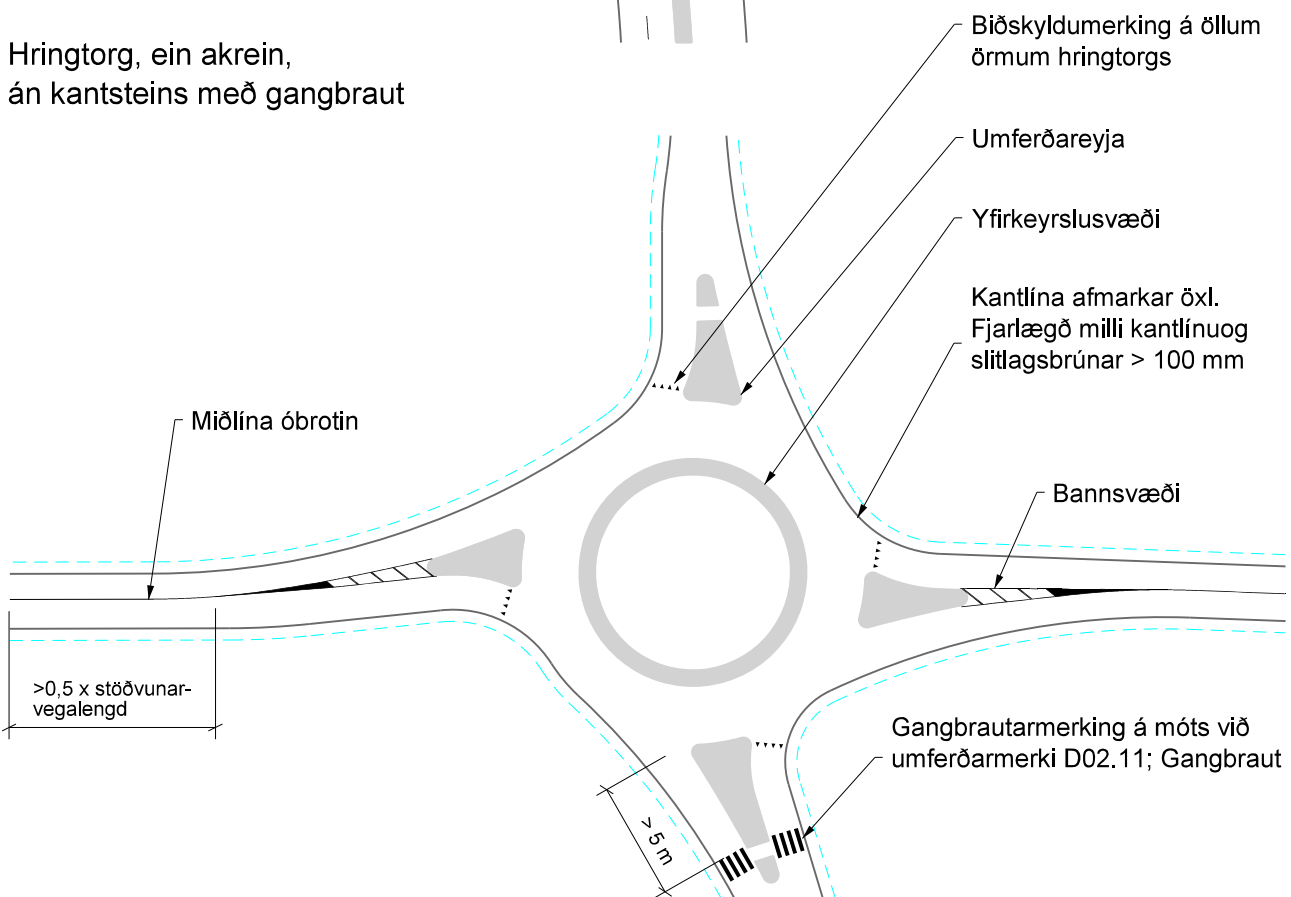 Hringtorg, ein akrein,
án kantsteins með gangbraut
Biðskyldumerking á öllum
örmum hringtorgs
Umferðareyja
Yfirkeyrslusvæði
Kantlína afmarkar öxl.
Fjarlægð milli kantlínuog
slitlagsbrúnar > 100 mm
Miðlína óbrotin
Bannsvæði
>0,5 x stöðvunar-
vegalengd
Gangbrautarmerking á móts við
umferðarmerki D02.11; Gangbraut
> 5 m